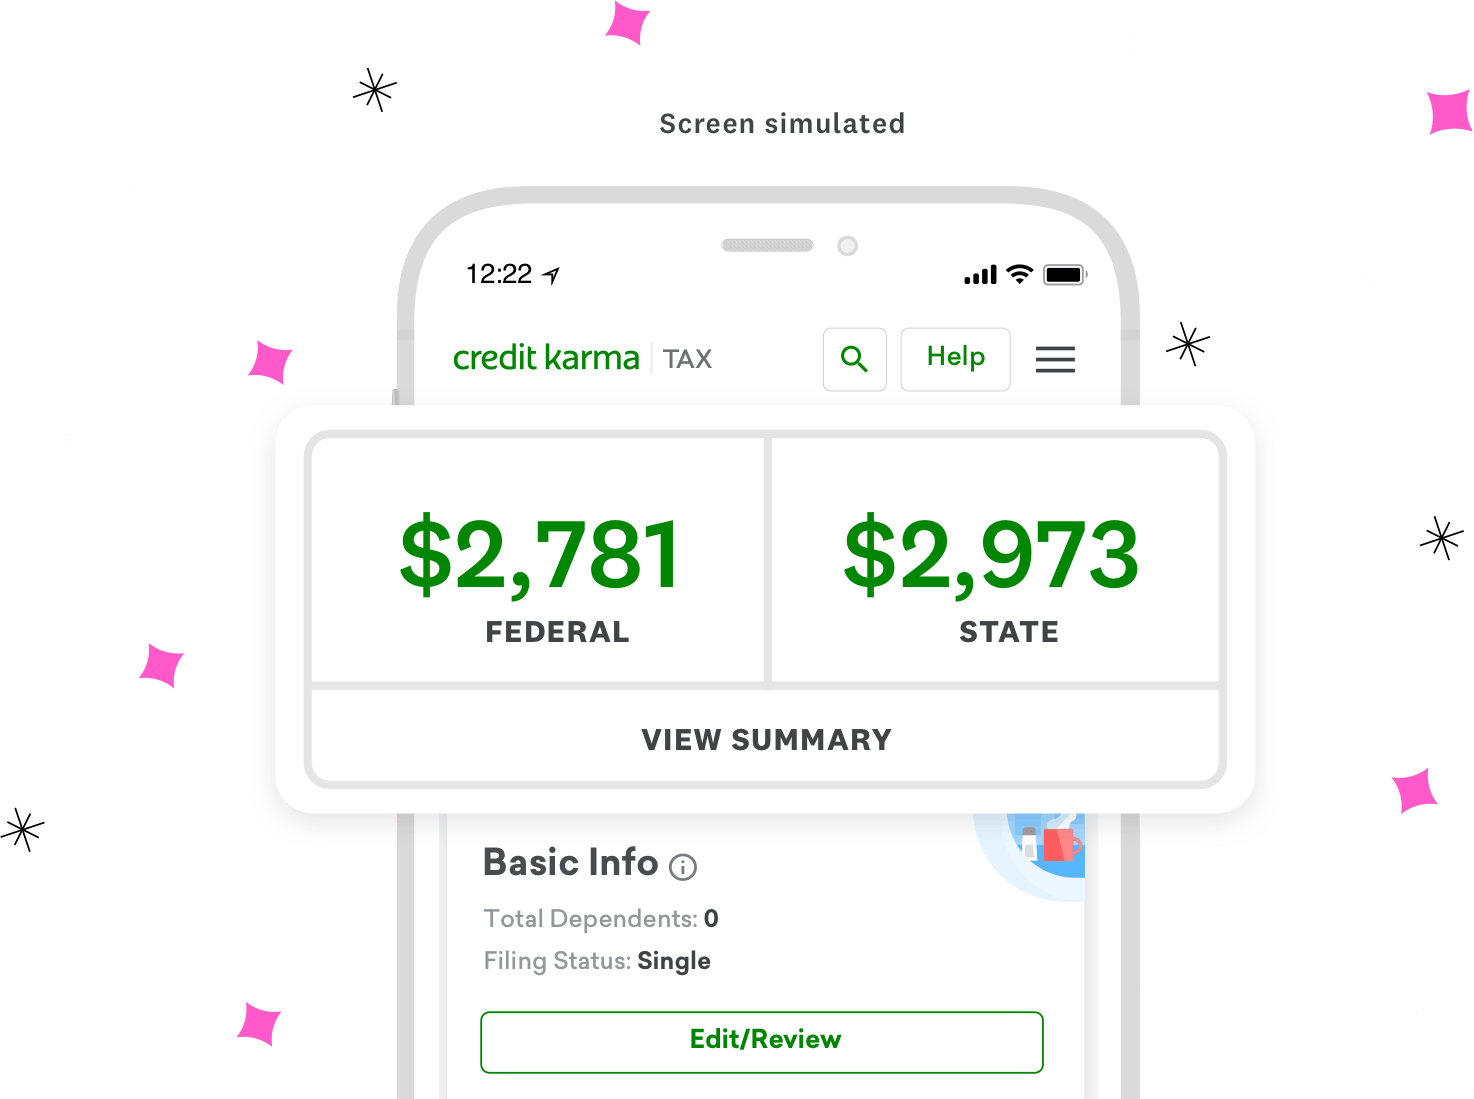 Screen simulated
12:22
credit karma TAX
Help
$2,781 $2,973
FEDERAL STATE
VIEW SUMMARY
Basic Info
Total Dependents: 0
Filing Status: Single
Edit/Review